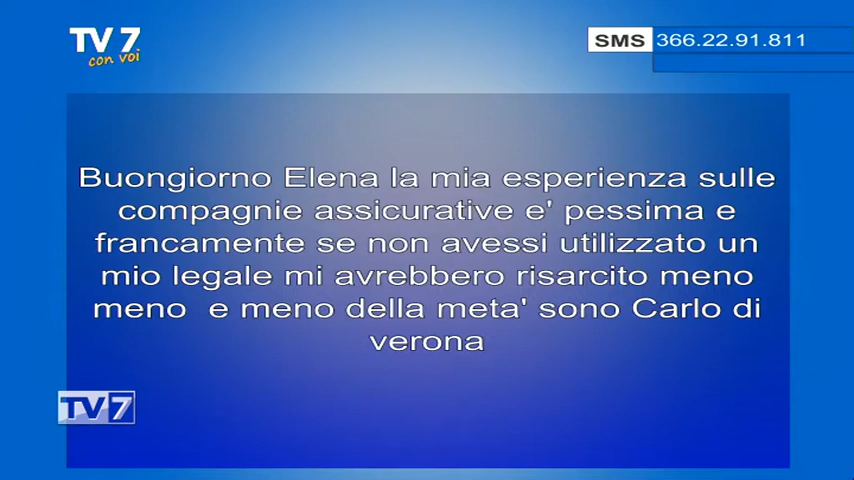 TV 7
con voi
SMS 366.22.91.811
Buongiorno Elena la mia esperienza sulle
compagnie assicurative e' pessima e
francamente se non avessi utilizzato un
mio legale mi avrebbero risarcito meno
meno  e meno della meta' sono Carlo di
verona
TV7